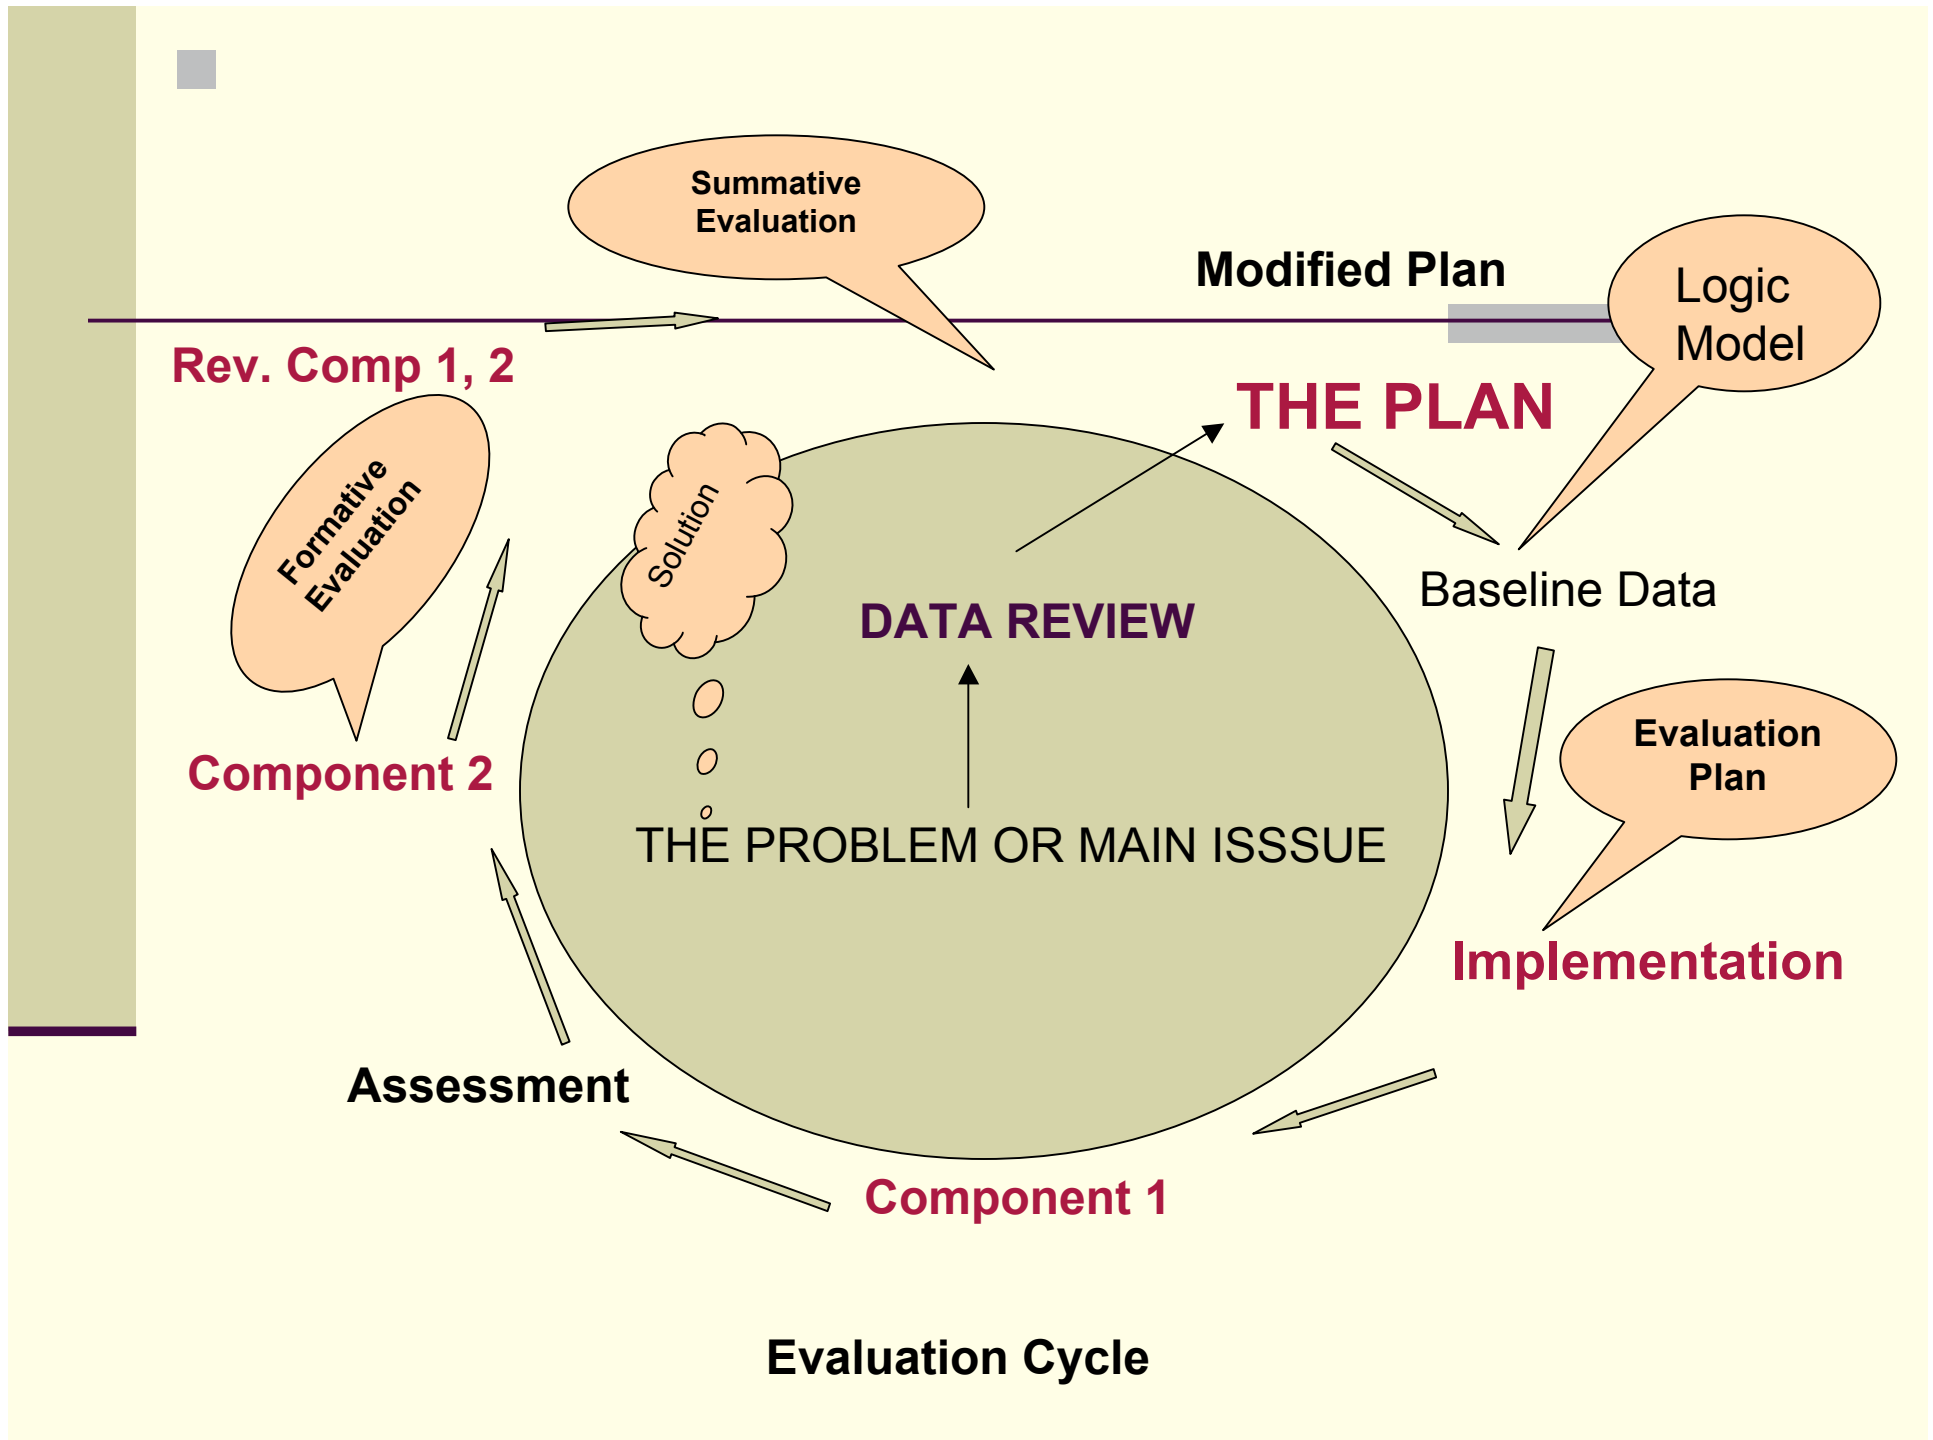 Summative
Evaluation
Modified Plan
Logic
Model
Rev. Comp 1, 2
THE PLAN
Formative
Evaluation
Solution
Baseline Data
DATA REVIEW
Evaluation
Plan
Component 2
THE PROBLEM OR MAIN ISSSUE
Implementation
Assessment
Component 1
Evaluation Cycle